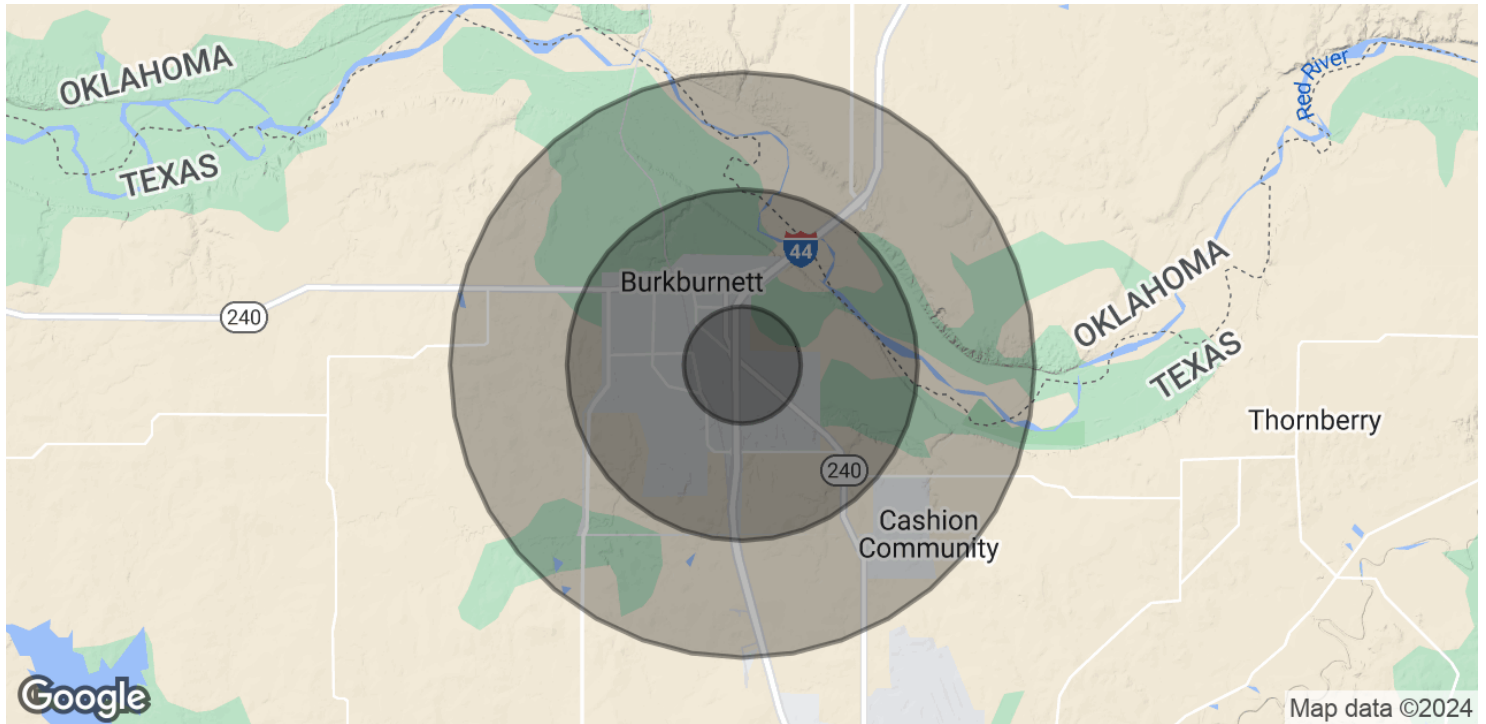 OKLAHOMA
TEXAS
Red River
44
Burkburnett
240
OKLAHOMA
TEXAS
Thornberry
240
Cashion
Community
Google
Map data ©2024